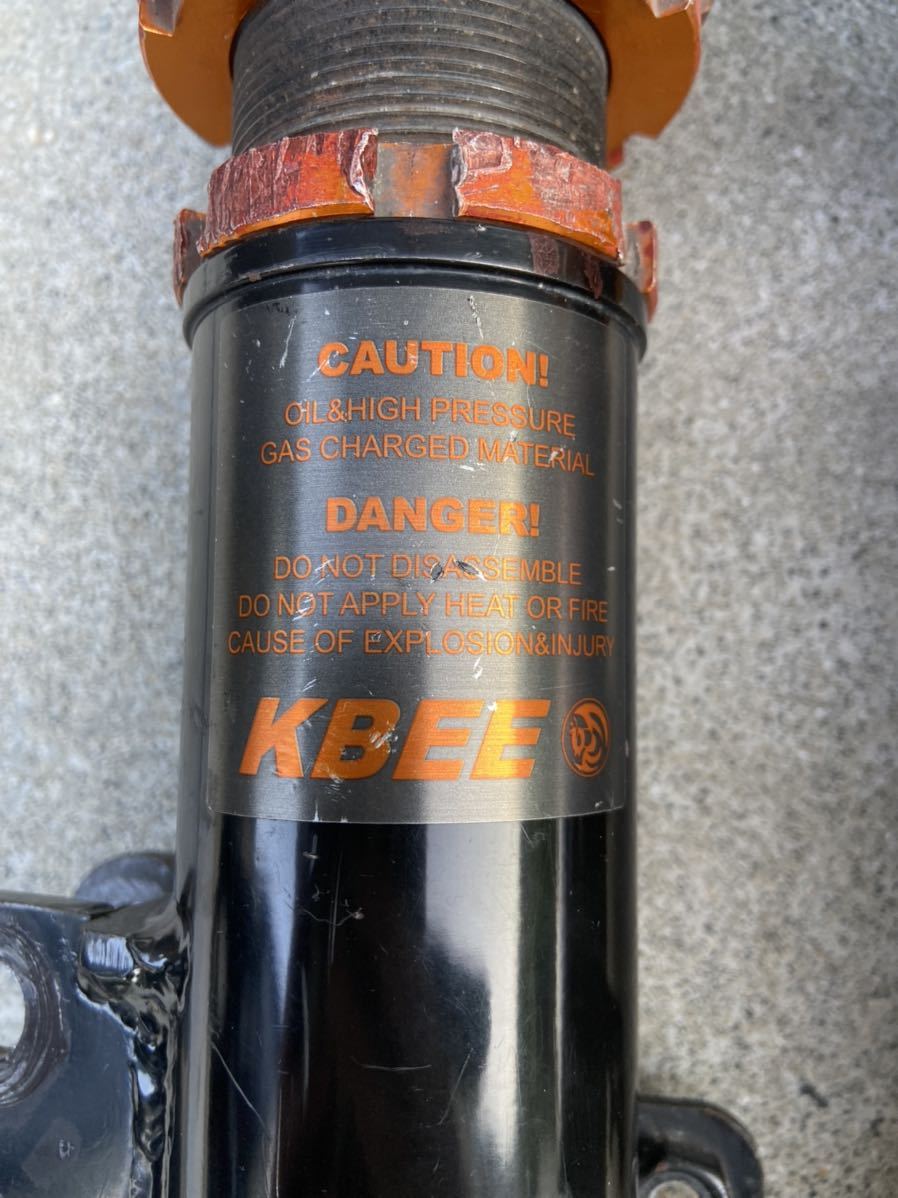 CAUTION!
OIL&HIGH PRESSURE
GAS CHARGED MATERIAL
DANGER!
DO NOT DISASSEMBLE
DO NOT APPLY HEAT OR FIRE
CAUSE OF EXPLOSION&INJURY
KBEE